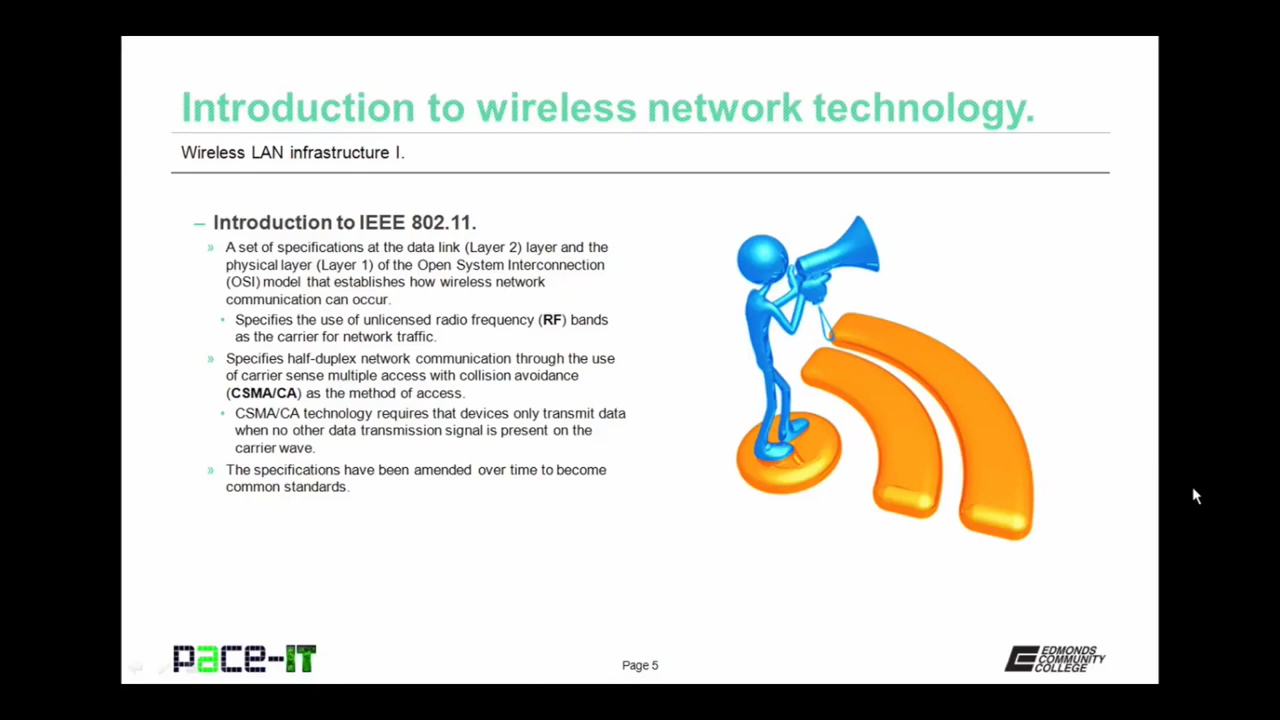 Introduction to wireless network technology.
Wireless LAN infrastructure I.
– Introduction to IEEE 802.11.
» A set of specifications at the data link (Layer 2) layer and the
physical layer (Layer 1) of the Open System Interconnection
(OSI) model that establishes how wireless network
communication can occur.
• Specifies the use of unlicensed radio frequency (RF) bands
as the carrier for network traffic.
» Specifies half-duplex network communication through the use
of carrier sense multiple access with collision avoidance
(CSMA/CA) as the method of access.
• CSMA/CA technology requires that devices only transmit data
when no other data transmission signal is present on the
carrier wave.
» The specifications have been amended over time to become
common standards.
pace-IT
Page 5
EDMONDS
COMMUNITY
COLLEGE